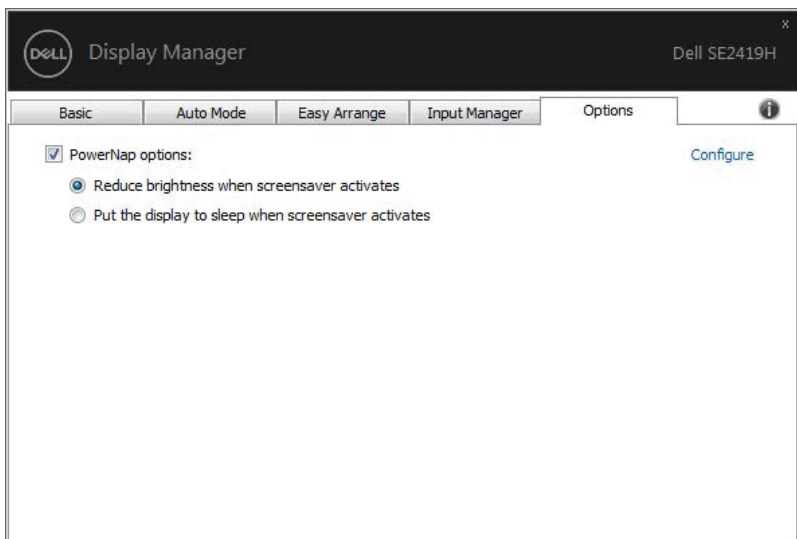 x
DELL Display Manager Dell SE2419H
Basic Auto Mode Easy Arrange Input Manager Options i
PowerNap options: Configure
Reduce brightness when screensaver activates
Put the display to sleep when screensaver activates